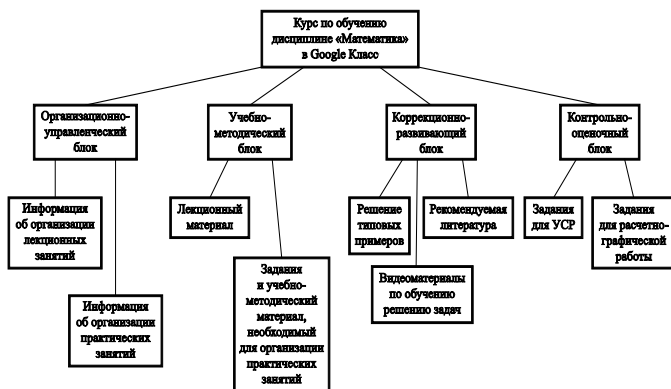 Курс по обучению
дисциплине «Математика»
в Google Класс
Организационно-
управленческий
блок
Учебно-
методический
блок
Коррекционно-
развивающий
блок
Контрольно-
оценочный
блок
Информация
об организации
лекционных
занятий
Информация
об организации
практических
занятий
Лекционный
материал
Задания
и учебно-
методический
материал,
необходимый
для организации
практических
занятий
Решение
типовых
примеров
Видеоматериалы
по обучению
решению задач
Рекомендуемая
литература
Задания
для УСР
Задания
для расчетно-
графической
работы